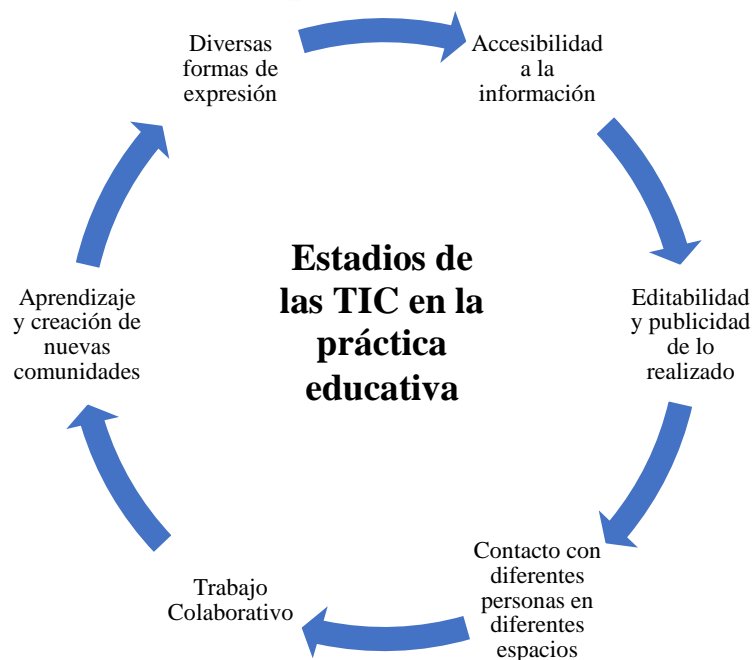 Diversas
formas de
expresión
Accesibilidad
a la
información
Editabilidad
y publicidad
de lo
realizado
Contacto con
diferentes
personas en
diferentes
espacios
Trabajo
Colaborativo
Aprendizaje
y creación de
nuevas
comunidades
Estadios de
las TIC en la
práctica
educativa